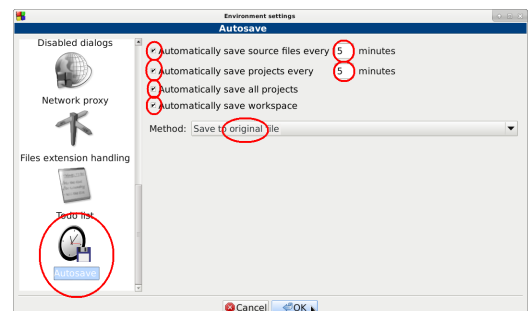 Environment settings
Autosave
Disabled dialogs
Network proxy
Files extension handling
Todo list
Autosave
Automatically save source files every 5 minutes
Automatically save projects every 5 minutes
Automatically save all projects
Automatically save workspace
Method: Save to original file
Cancel OK